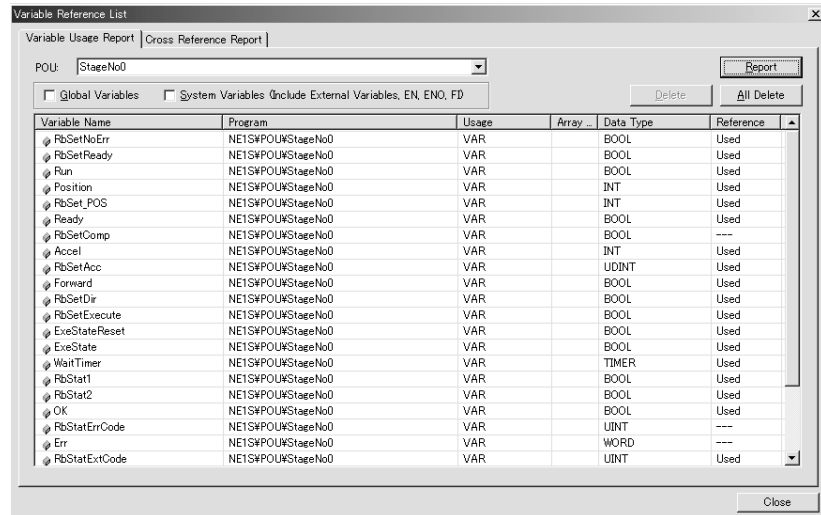 Variable Reference List
Variable Usage Report Cross Reference Report
POU: StageNo0 Report
Global Variables System Variables (Include External Variables, EN, ENO, FI) Delete All Delete
Variable Name Program Usage Array ... Data Type Reference
RbSetNoErr NE1S¥POU¥StageNo0 VAR BOOL Used
RbSetReady NE1S¥POU¥StageNo0 VAR BOOL Used
Run NE1S¥POU¥StageNo0 VAR BOOL Used
Position NE1S¥POU¥StageNo0 VAR INT Used
RbSet_POS NE1S¥POU¥StageNo0 VAR INT Used
Ready NE1S¥POU¥StageNo0 VAR BOOL Used
RbSetComp NE1S¥POU¥StageNo0 VAR BOOL ---
Accel NE1S¥POU¥StageNo0 VAR INT Used
RbSetAcc NE1S¥POU¥StageNo0 VAR UDINT Used
Forward NE1S¥POU¥StageNo0 VAR BOOL Used
RbSetDir NE1S¥POU¥StageNo0 VAR BOOL Used
RbSetExecute NE1S¥POU¥StageNo0 VAR BOOL Used
ExeStateReset NE1S¥POU¥StageNo0 VAR BOOL Used
ExeState NE1S¥POU¥StageNo0 VAR BOOL Used
WaitTimer NE1S¥POU¥StageNo0 VAR TIMER Used
RbStat1 NE1S¥POU¥StageNo0 VAR BOOL Used
RbStat2 NE1S¥POU¥StageNo0 VAR BOOL Used
OK NE1S¥POU¥StageNo0 VAR BOOL Used
RbStatErrCode NE1S¥POU¥StageNo0 VAR UINT ---
Err NE1S¥POU¥StageNo0 VAR WORD ---
RbStatExtCode NE1S¥POU¥StageNo0 VAR UINT Used
Close